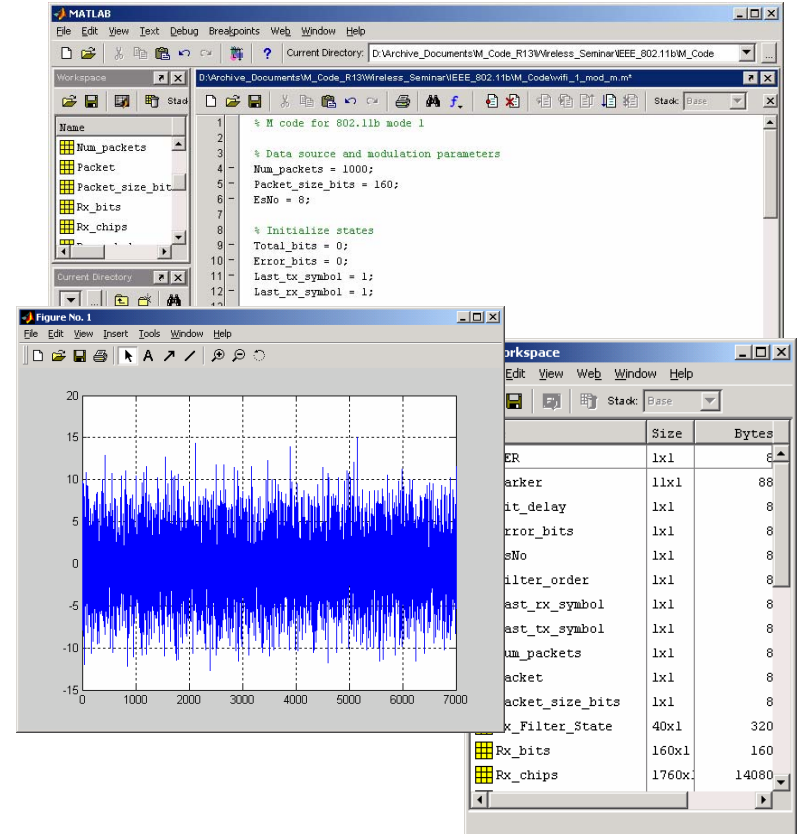 MATLAB
File Edit View Text Debug Breakpoints Web Window Help
? Current Directory: D:\Archive_Documents\M_Code_R13\Wireless_Seminar\IEEE_802.11b\M_Code ...
Workspace
D:\Archive_Documents\M_Code_R13\Wireless_Seminar\IEEE_802.11b\M_Code\wifi_1_mod_m.m*
Stack: Base
Name
Num_packets
Packet
Packet_size_bit
Rx_bits
Rx_chips
Current Directory
...
1 % M code for 802.11b mode 1
2
3 % Data source and modulation parameters
4 - Num_packets = 1000;
5 - Packet_size_bits = 160;
6 - EsNo = 8;
7
8 % Initialize states
9 - Total_bits = 0;
10 - Error_bits = 0;
11 - Last_tx_symbol = 1;
12 - Last_rx_symbol = 1;
Figure No. 1
File Edit View Insert Tools Window Help
A
20
15
10
5
0
-5
-10
-15
0 1000 2000 3000 4000 5000 6000 7000
orkspace
Edit View Web Window Help
Stack: Base
Size Bytes
ER 1x1 8
arker 11x1 88
it_delay 1x1 8
rror_bits 1x1 8
sNo 1x1 8
ilter_order 1x1 8
ast_rx_symbol 1x1 8
ast_tx_symbol 1x1 8
um_packets 1x1 8
acket 1x1 8
acket_size_bits 1x1 8
x_Filter_State 40x1 320
Rx_bits 160x1 160
Rx_chips 1760x 14080